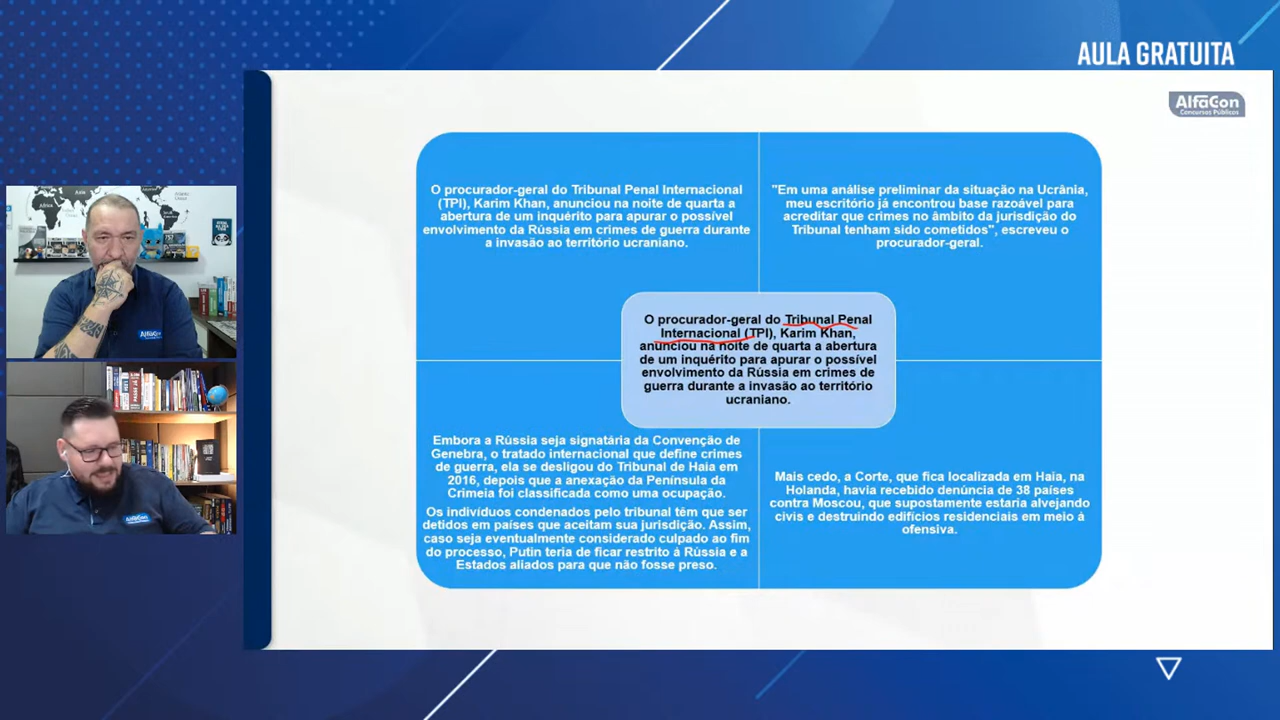 AULA GRATUITA
AlfaCon
Concursos Públicos
O procurador-geral do Tribunal Penal Internacional
(TPI), Karim Khan, anunciou na noite de quarta a
abertura de um inquérito para apurar o possível
envolvimento da Rússia em crimes de guerra durante
a invasão ao território ucraniano.
"Em uma análise preliminar da situação na Ucrânia,
meu escritório já encontrou base razoável para
acreditar que crimes no âmbito da jurisdição do
Tribunal tenham sido cometidos", escreveu o
procurador-geral.
O procurador-geral do Tribunal Penal
Internacional (TPI), Karim Khan,
anunciou na noite de quarta a abertura
de um inquérito para apurar o possível
envolvimento da Rússia em crimes de
guerra durante a invasão ao território
ucraniano.
Embora a Rússia seja signatária da Convenção de
Genebra, o tratado internacional que define crimes
de guerra, ela se desligou do Tribunal de Haia em
2016, depois que a anexação da Península da
Crimeia foi classificada como uma ocupação.
Os indivíduos condenados pelo tribunal têm que ser
detidos em países que aceitam sua jurisdição. Assim,
caso seja eventualmente considerado culpado ao fim
do processo, Putin teria de ficar restrito à Rússia e a
Estados aliados para que não fosse preso.
Mais cedo, a Corte, que fica localizada em Haia, na
Holanda, havia recebido denúncia de 38 países
contra Moscou, que supostamente estaria alvejando
civis e destruindo edifícios residenciais em meio à
ofensiva.
AlfaCon
AlfaCon